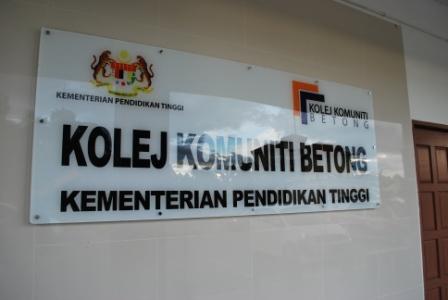 KEMENTERIAN PENDIDIKAN TINGGI
KOLEJ KOMUNITI
BETONG
KOLEJ KOMUNITI BETONG
KEMENTERIAN PENDIDIKAN TINGGI